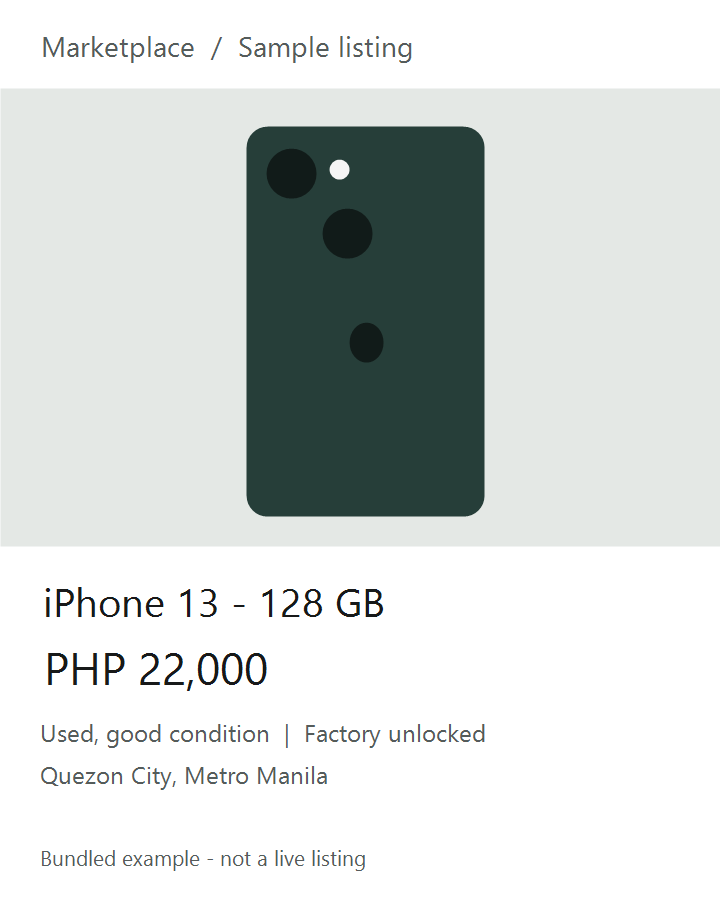 Marketplace / Sample listing
iPhone 13 - 128 GB
PHP 22,000
Used, good condition | Factory unlocked
Quezon City, Metro Manila
Bundled example - not a live listing